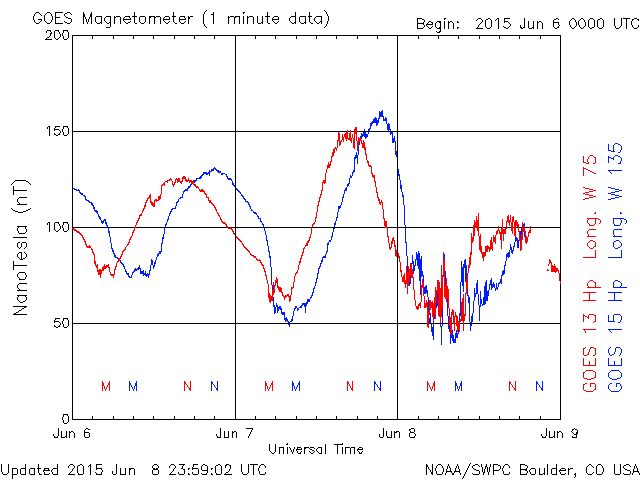 GOES Magnetometer (1 minute data)
Begin: 2015 Jun 6 0000 UTC
200
150
100
50
0
NanoTesla (nT)
M M N N M M N N M M N N
Jun 6 Jun 7 Jun 8 Jun 9
Universal Time
GOES 13 Hp Long. W 75
GOES 15 Hp Long. W 135
Updated 2015 Jun 8 23:59:02 UTC
NOAA/SWPC Boulder, CO USA